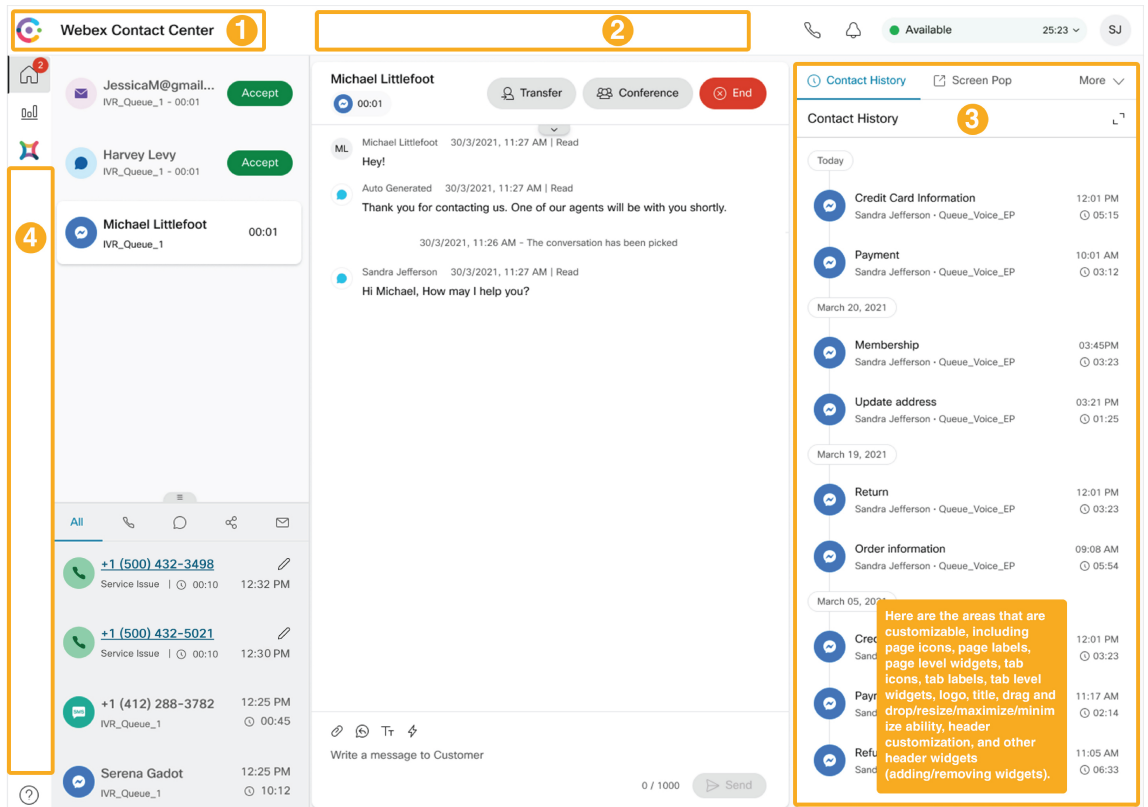 Webex Contact Center
1
2
Available
25:23
SJ
2
JessicaM@gmail...
IVR_Queue_1 - 00:01
Accept
Harvey Levy
IVR_Queue_1 - 00:01
Accept
4
Michael Littlefoot
IVR_Queue_1
00:01
All
+1 (500) 432-3498
Service Issue | 00:10
12:32 PM
+1 (500) 432-5021
Service Issue | 00:10
12:30 PM
SMS
+1 (412) 288-3782
12:25 PM
IVR_Queue_1
00:45
Serena Gadot
12:25 PM
IVR_Queue_1
10:12
Michael Littlefoot
00:01
Transfer
Conference
End
ML
Michael Littlefoot 30/3/2021, 11:27 AM | Read
Hey!
Auto Generated 30/3/2021, 11:27 AM | Read
Thank you for contacting us. One of our agents will be with you shortly.
30/3/2021, 11:26 AM - The conversation has been picked
Sandra Jefferson 30/3/2021, 11:27 AM | Read
Hi Michael, How may I help you?
Tт
Write a message to Customer
0 / 1000
Send
Contact History
Screen Pop
More
Contact History
3
Today
Credit Card Information
12:01 PM
Sandra Jefferson • Queue_Voice_EP
05:15
Payment
10:01 AM
Sandra Jefferson • Queue_Voice_EP
03:12
March 20, 2021
Membership
03:45PM
Sandra Jefferson • Queue_Voice_EP
03:23
Update address
03:21 PM
Sandra Jefferson • Queue_Voice_EP
01:25
March 19, 2021
Return
12:01 PM
Sandra Jefferson • Queue_Voice_EP
03:23
Order information
09:08 AM
Sandra Jefferson • Queue_Voice_EP
05:54
March 05, 202
12:01 PM
03:23
11:17 AM
02:14
11:05 AM
06:33
Here are the areas that are
customizable, including
page icons, page labels,
page level widgets, tab
icons, tab labels, tab level
widgets, logo, title, drag and
drop/resize/maximize/minim
ize ability, header
customization, and other
header widgets
(adding/removing widgets).